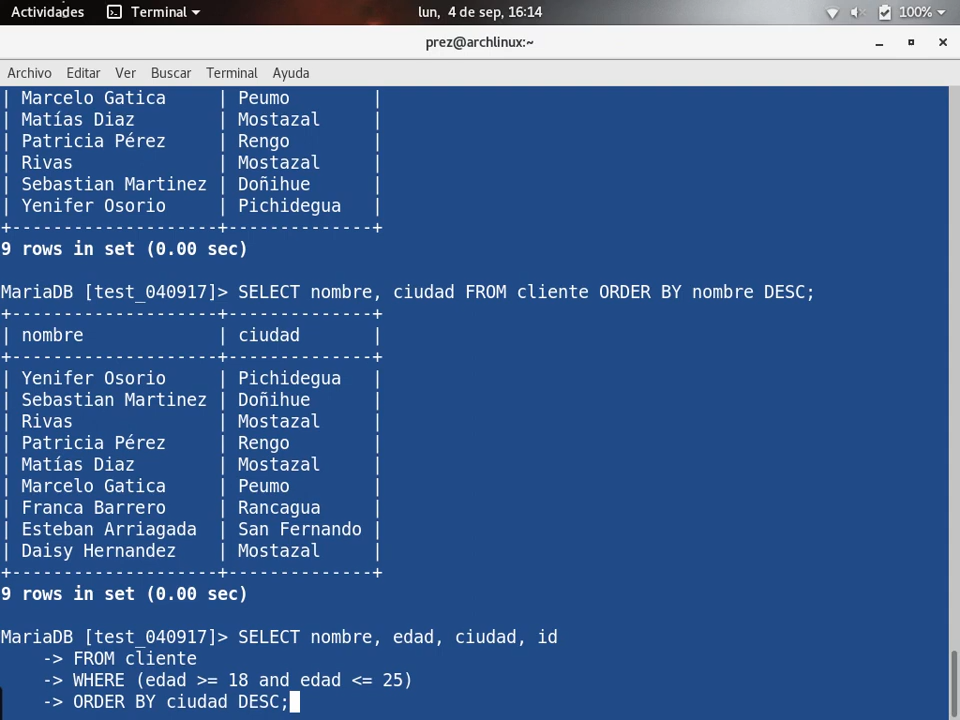 Actividades Terminal lun, 4 de sep, 16:14 100%
prez@archlinux:~
Archivo Editar Ver Buscar Terminal Ayuda
| Marcelo Gatica     | Peumo        |
| Matías Diaz        | Mostazal     |
| Patricia Pérez     | Rengo        |
| Rivas              | Mostazal     |
| Sebastian Martinez | Doñihue      |
| Yenifer Osorio     | Pichidegua   |
+--------------------+--------------+
9 rows in set (0.00 sec)
MariaDB [test_040917]> SELECT nombre, ciudad FROM cliente ORDER BY nombre DESC;
+--------------------+--------------+
| nombre             | ciudad       |
+--------------------+--------------+
| Yenifer Osorio     | Pichidegua   |
| Sebastian Martinez | Doñihue      |
| Rivas              | Mostazal     |
| Patricia Pérez     | Rengo        |
| Matías Diaz        | Mostazal     |
| Marcelo Gatica     | Peumo        |
| Franca Barrero     | Rancagua     |
| Esteban Arriagada  | San Fernando |
| Daisy Hernandez    | Mostazal     |
+--------------------+--------------+
9 rows in set (0.00 sec)
MariaDB [test_040917]> SELECT nombre, edad, ciudad, id
    -> FROM cliente
    -> WHERE (edad >= 18 and edad <= 25)
    -> ORDER BY ciudad DESC;